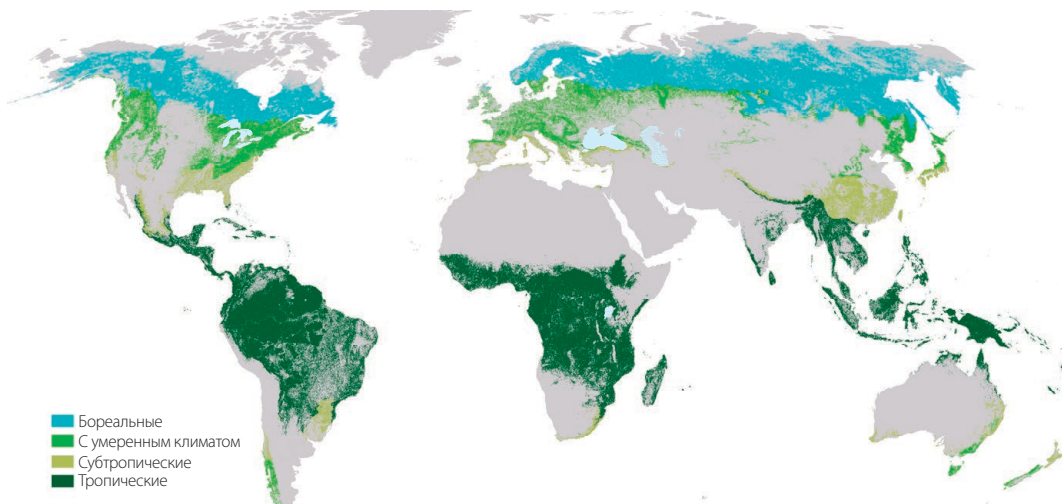 Бореальные
С умеренным климатом
Субтропические
Тропические